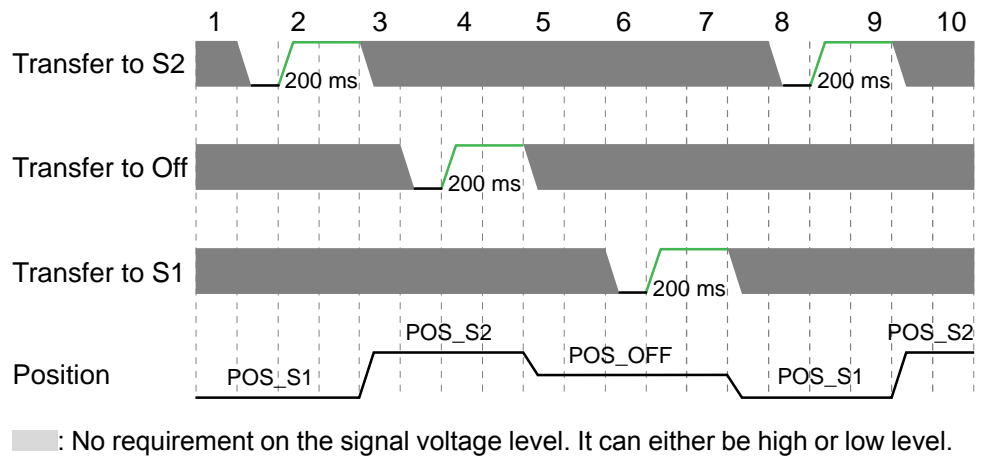 1 2 3 4 5 6 7 8 9 10
Transfer to S2
200 ms
200 ms
Transfer to Off
200 ms
Transfer to S1
200 ms
Position
POS_S1
POS_S2
POS_OFF
POS_S1
POS_S2
: No requirement on the signal voltage level. It can either be high or low level.